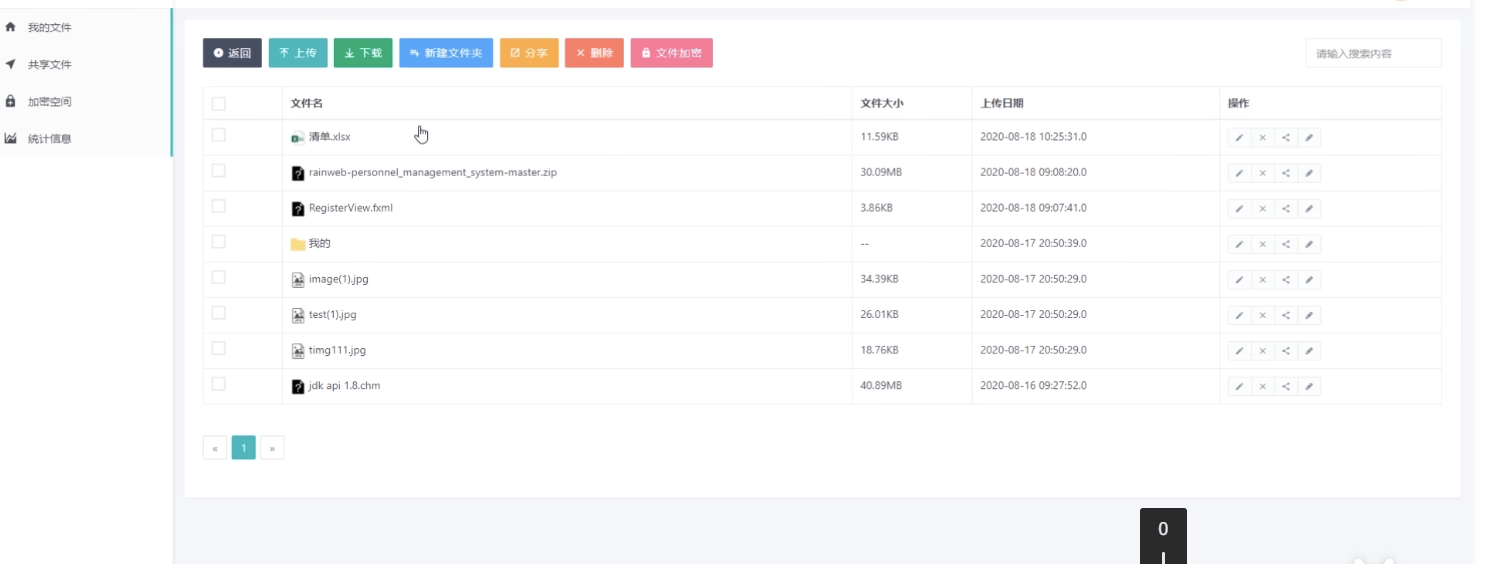 我的文件
共享文件
加密空间
统计信息
返回 上传 下载 新建文件夹 分享 删除 文件加密 请输入搜索内容
文件名 文件大小 上传日期 操作
清单.xlsx 11.59KB 2020-08-18 10:25:31.0
rainweb-personnel_management_system-master.zip 30.09MB 2020-08-18 09:08:20.0
RegisterView.fxml 3.86KB 2020-08-18 09:07:41.0
我的 -- 2020-08-17 20:50:39.0
image(1).jpg 34.39KB 2020-08-17 20:50:29.0
test(1).jpg 26.01KB 2020-08-17 20:50:29.0
timg111.jpg 18.76KB 2020-08-17 20:50:29.0
jdk api 1.8.chm 40.89MB 2020-08-16 09:27:52.0
« 1 »
0